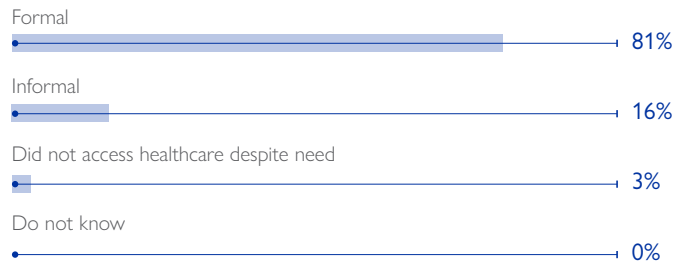 Formal
81%
Informal
16%
Did not access healthcare despite need
3%
Do not know
0%